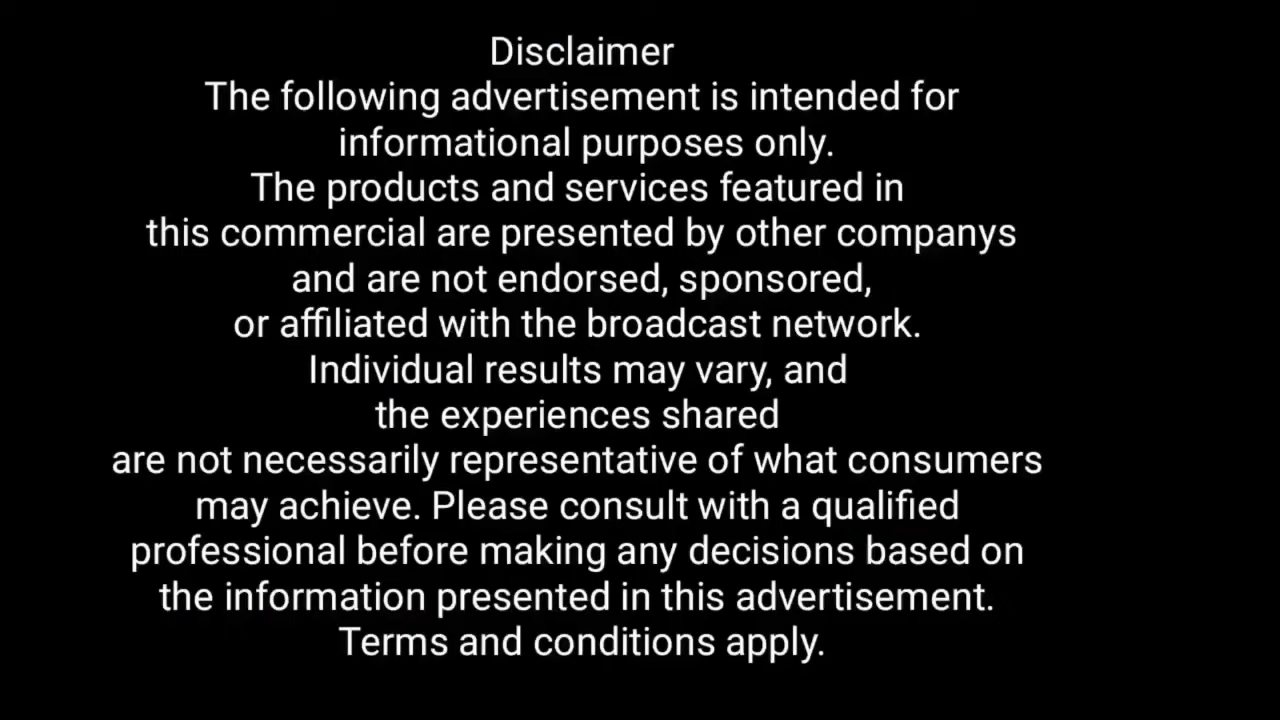 Disclaimer
The following advertisement is intended for
informational purposes only.
The products and services featured in
this commercial are presented by other companys
and are not endorsed, sponsored,
or affiliated with the broadcast network.
Individual results may vary, and
the experiences shared
are not necessarily representative of what consumers
may achieve. Please consult with a qualified
professional before making any decisions based on
the information presented in this advertisement.
Terms and conditions apply.